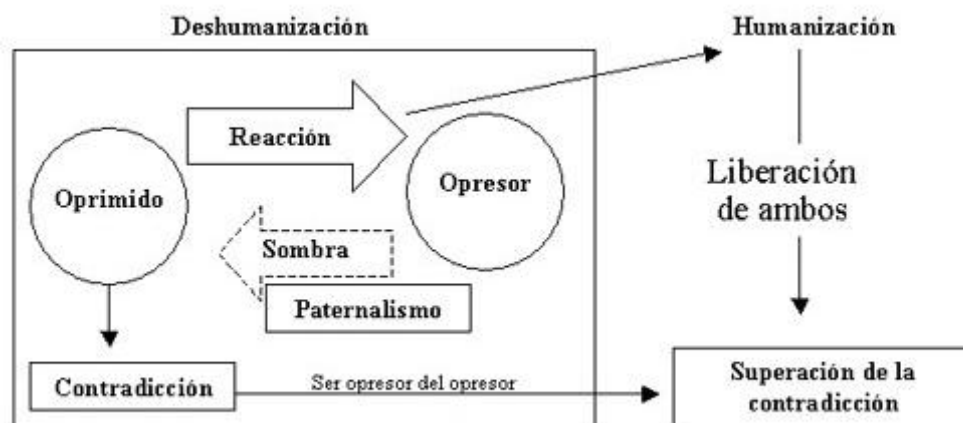 Deshumanización
Humanización
Reacción
Oprimido
Opresor
Liberación
de ambos
Sombra
Paternalismo
Contradicción
Ser opresor del opresor
Superación de la
contradicción